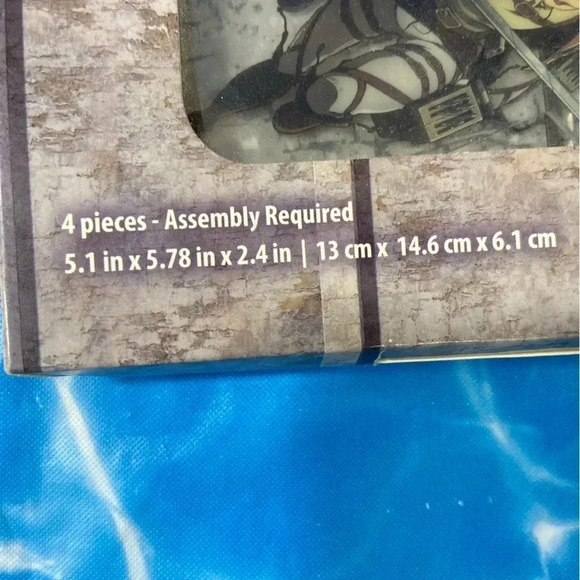 4 pieces - Assembly Required
5.1 in x 5.78 in x 2.4 in | 13 cm x 14.6 cm x 6.1 cm